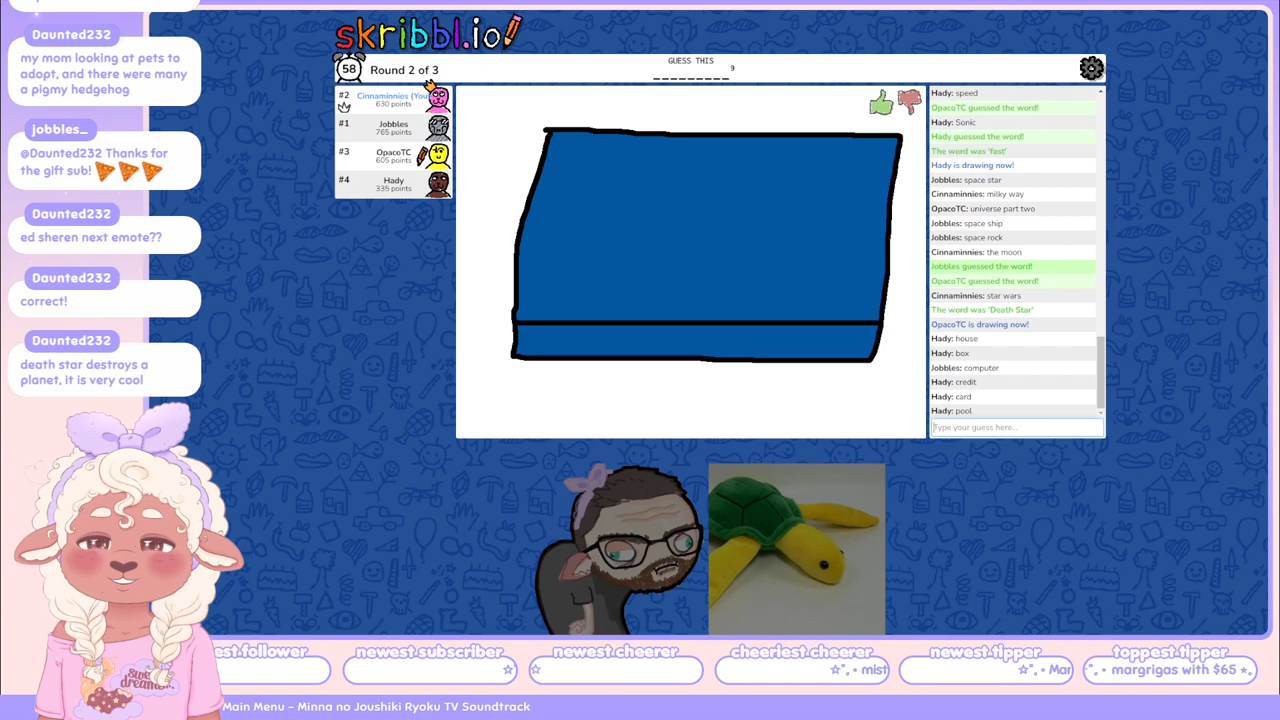 Daunted232
my mom looking at pets to
adopt, and there were many
a pigmy hedgehog
jobbles_
@Daunted232 Thanks for
the gift sub!
Daunted232
ed sheren next emote??
Daunted232
correct!
Daunted232
death star destroys a
planet, it is very cool
skribbl.io
58
Round 2 of 3
GUESS THIS
_________ 9
#2
Cinnaminnies (You
630 points
#1
Jobbles
765 points
#3
OpacoTC
605 points
#4
Hady
335 points
Hady: speed
OpacoTC guessed the word!
Hady: Sonic
Hady guessed the word!
The word was 'fast'
Hady is drawing now!
Jobbles: space star
Cinnaminnies: milky way
OpacoTC: universe part two
Jobbles: space ship
Jobbles: space rock
Cinnaminnies: the moon
Jobbles guessed the word!
OpacoTC guessed the word!
Cinnaminnies: star wars
The word was 'Death Star'
OpacoTC is drawing now!
Hady: house
Hady: box
Jobbles: computer
Hady: credit
Hady: card
Hady: pool
Type your guess here...
sweet dreams
est follower
newest subscriber
newest cheerer
cheeriest cheerer
mist
newest tipper
Mar
toppest tipper
margrigas with $65
Main Menu - Minna no Joushiki Ryoku TV Soundtrack